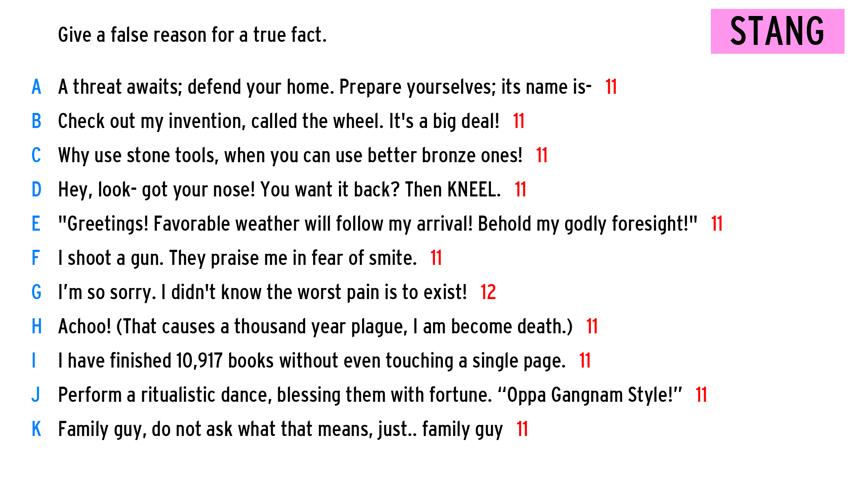 Give a false reason for a true fact.
STANG
A A threat awaits; defend your home. Prepare yourselves; its name is- 11
B Check out my invention, called the wheel. It's a big deal! 11
C Why use stone tools, when you can use better bronze ones! 11
D Hey, look- got your nose! You want it back? Then KNEEL. 11
E "Greetings! Favorable weather will follow my arrival! Behold my godly foresight!" 11
F I shoot a gun. They praise me in fear of smite. 11
G I’m so sorry. I didn't know the worst pain is to exist! 12
H Achoo! (That causes a thousand year plague, I am become death.) 11
I I have finished 10,917 books without even touching a single page. 11
J Perform a ritualistic dance, blessing them with fortune. “Oppa Gangnam Style!” 11
K Family guy, do not ask what that means, just.. family guy 11